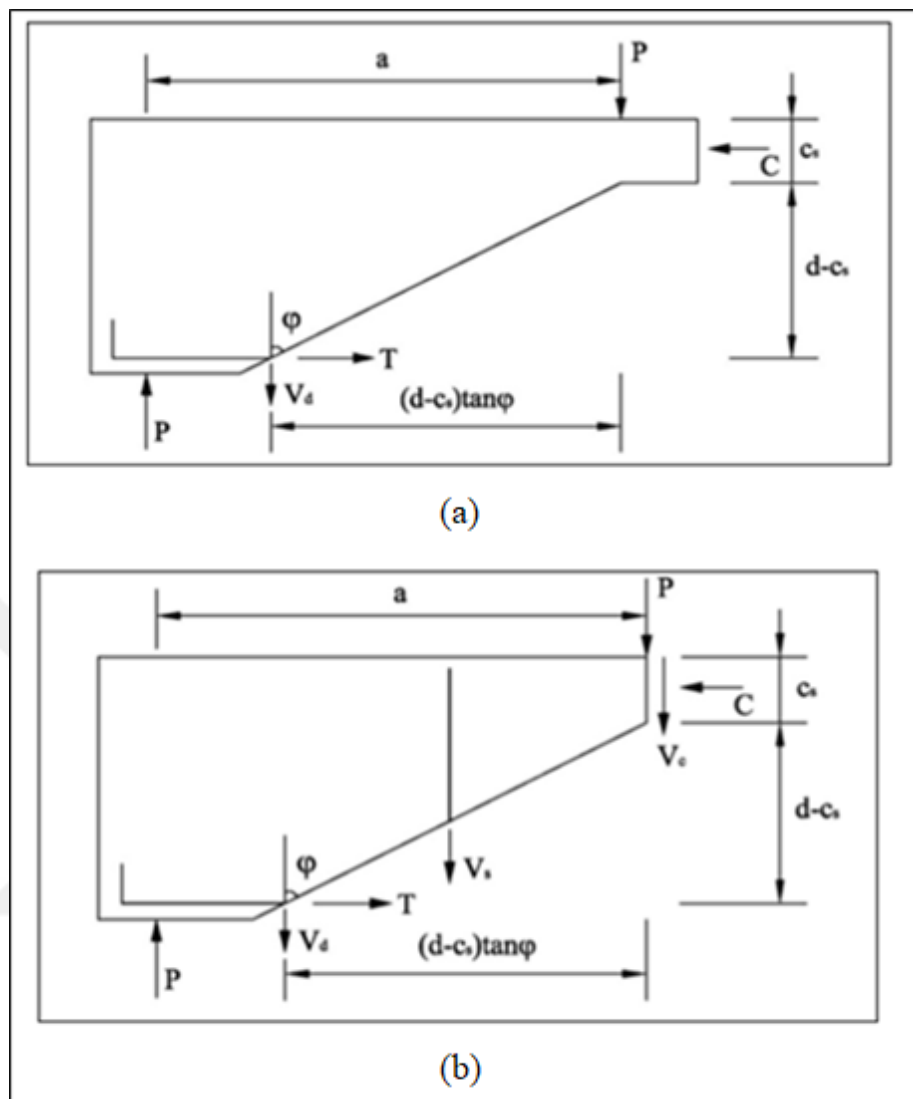 a
P
C
cₛ
d-cₛ
φ
T
V_d
(d-cₛ)tanφ
P
(a)
a
P
C
cₛ
V_c
d-cₛ
V_s
φ
T
V_d
(d-cₛ)tanφ
P
(b)